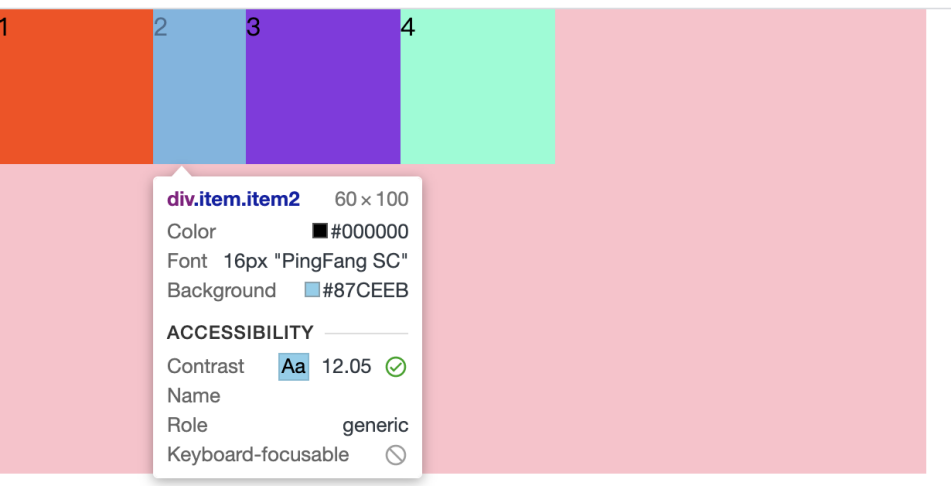 1 2 3 4
div.item.item2 60 × 100
Color #000000
Font 16px "PingFang SC"
Background #87CEEB
ACCESSIBILITY
Contrast Aa 12.05
Name
Role generic
Keyboard-focusable